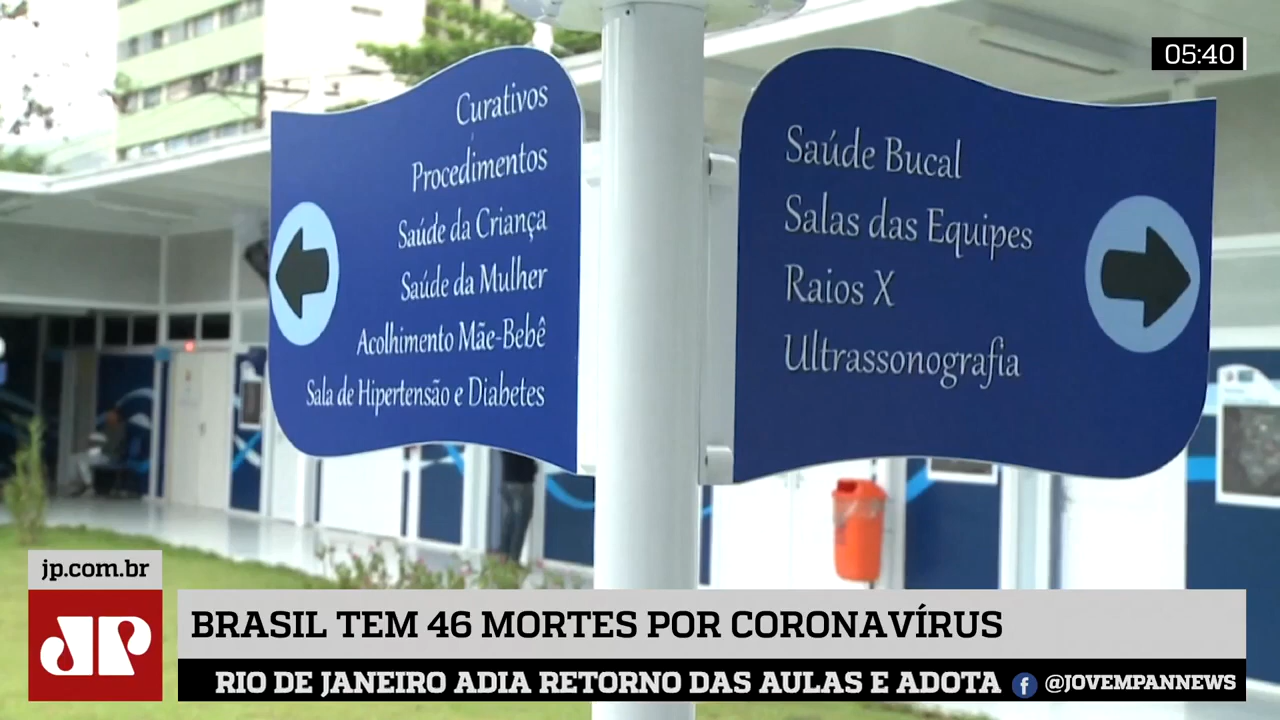 05:40
Curativos
Procedimentos
Saúde da Criança
Saúde da Mulher
Acolhimento Mãe-Bebê
Sala de Hipertensão e Diabetes
Saúde Bucal
Salas das Equipes
Raios X
Ultrassonografia
jp.com.br
JP
BRASIL TEM 46 MORTES POR CORONAVÍRUS
RIO DE JANEIRO ADIA RETORNO DAS AULAS E ADOTA
@JOVEMPANNEWS